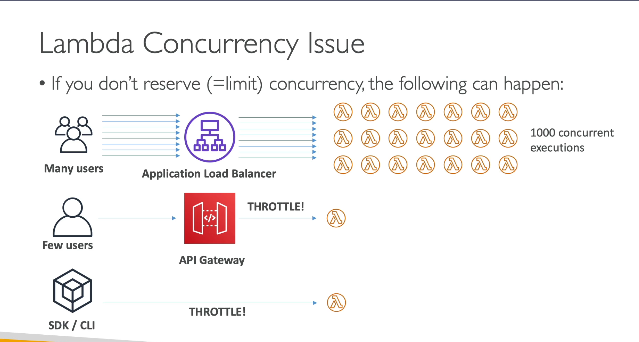 Lambda Concurrency Issue
• If you don't reserve (=limit) concurrency, the following can happen:
Many users
Application Load Balancer
1000 concurrent
executions
Few users
API Gateway
THROTTLE!
SDK / CLI
THROTTLE!